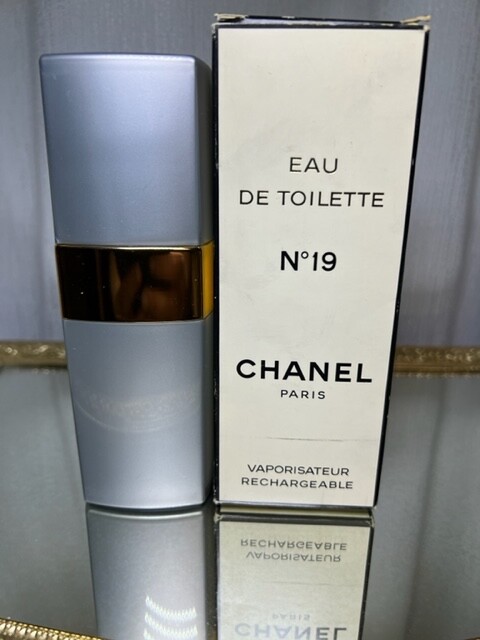 EAU
DE TOILETTE
N°19
CHANEL
PARIS
VAPORISATEUR
RECHARGEABLE